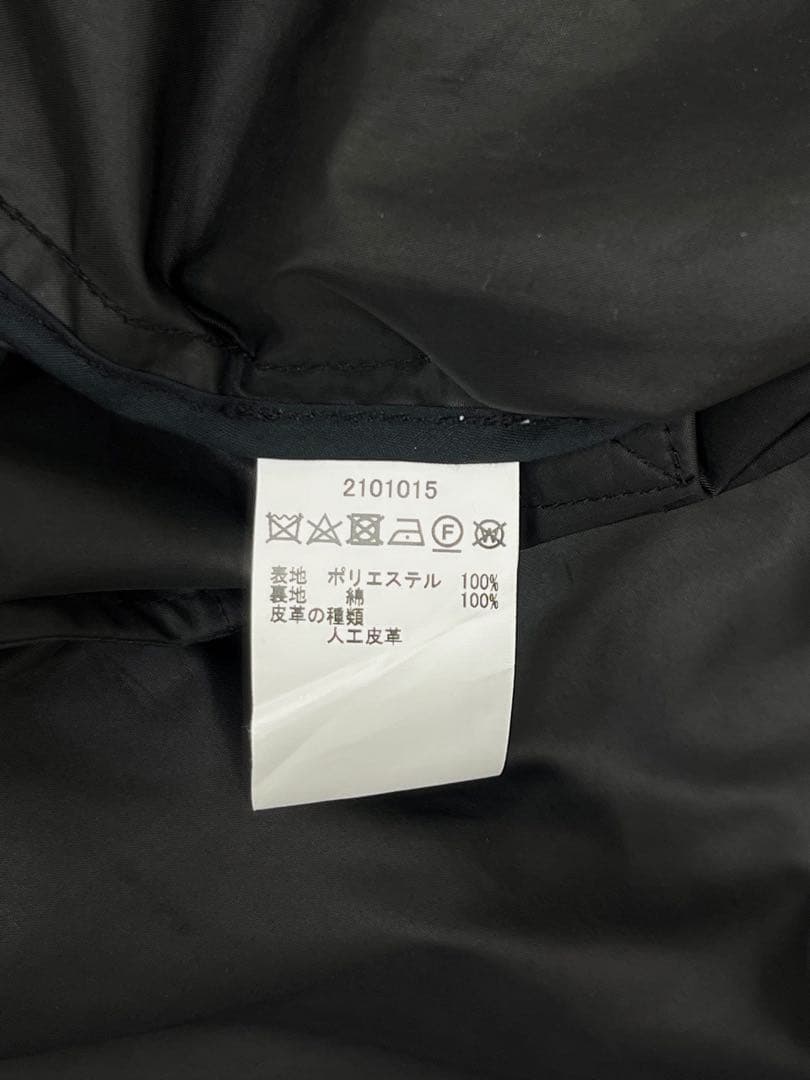 2101015
F W
表地 ポリエステル 100%
裏地 綿 100%
皮革の種類
人工皮革